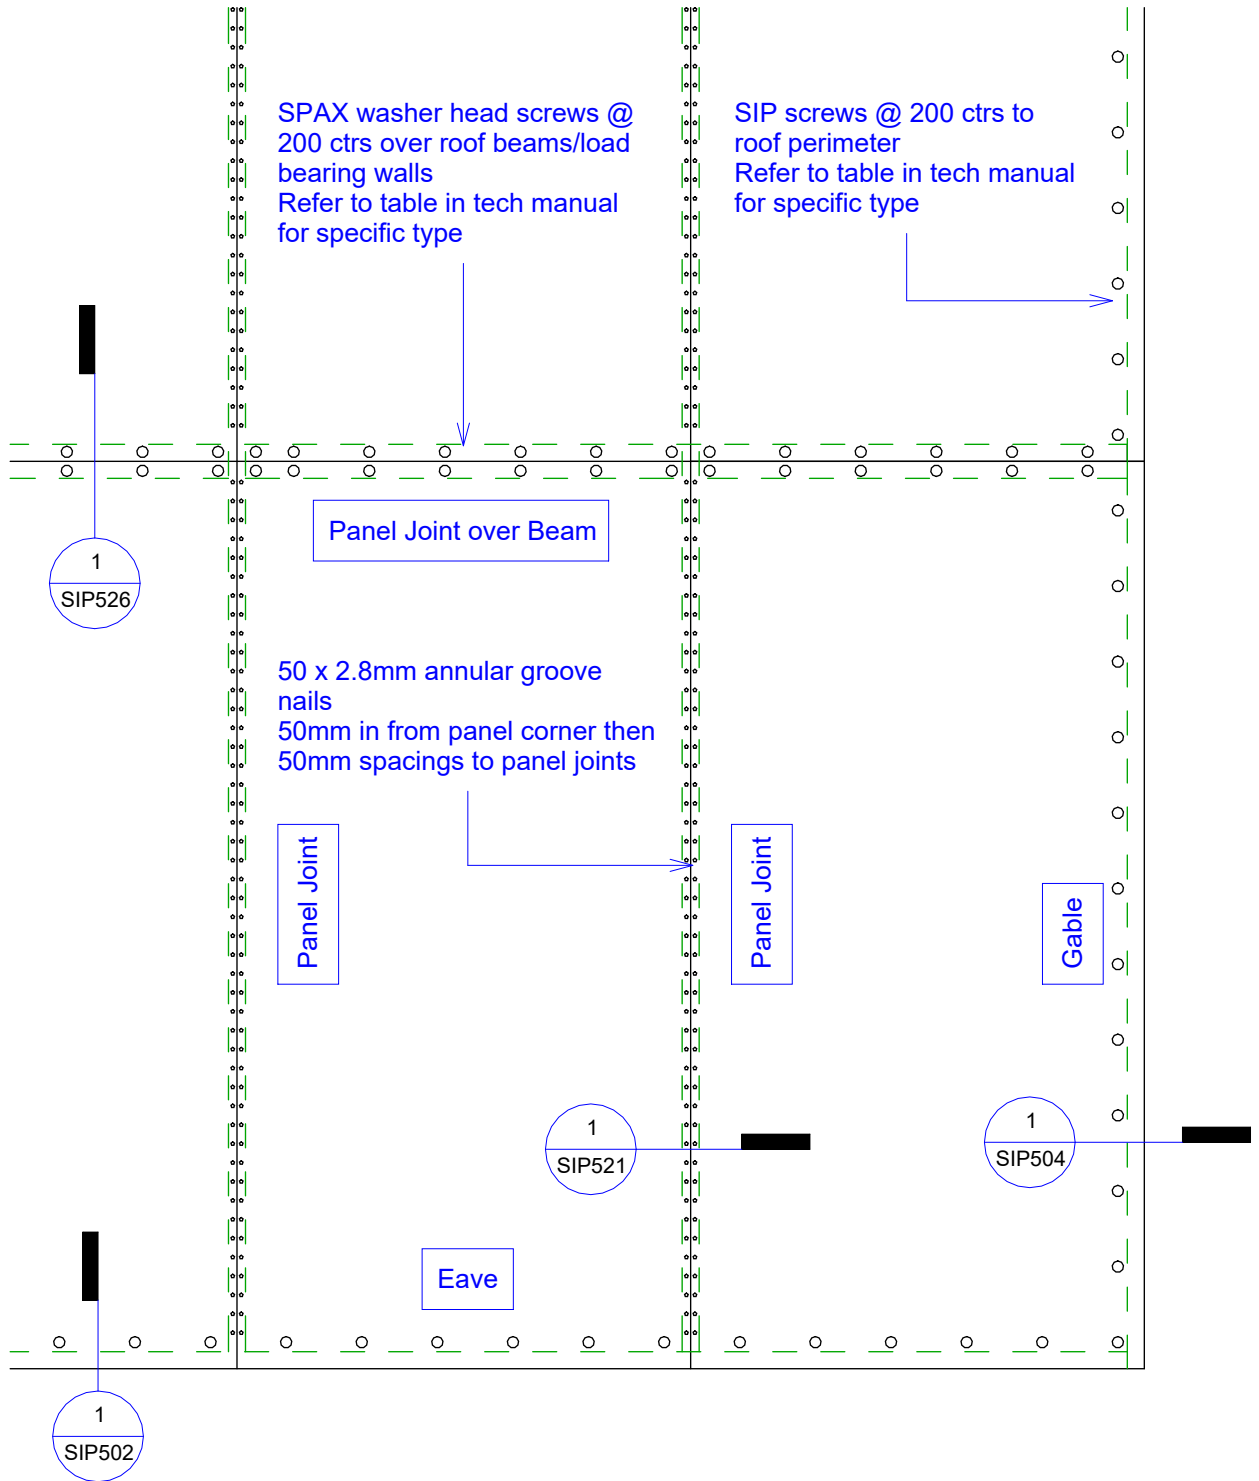 SPAX washer head screws @
200 ctrs over roof beams/load
bearing walls
Refer to table in tech manual
for specific type
SIP screws @ 200 ctrs to
roof perimeter
Refer to table in tech manual
for specific type
Panel Joint over Beam
1
SIP526
50 x 2.8mm annular groove
nails
50mm in from panel corner then
50mm spacings to panel joints
Panel Joint
Panel Joint
Gable
1
SIP521
1
SIP504
Eave
1
SIP502